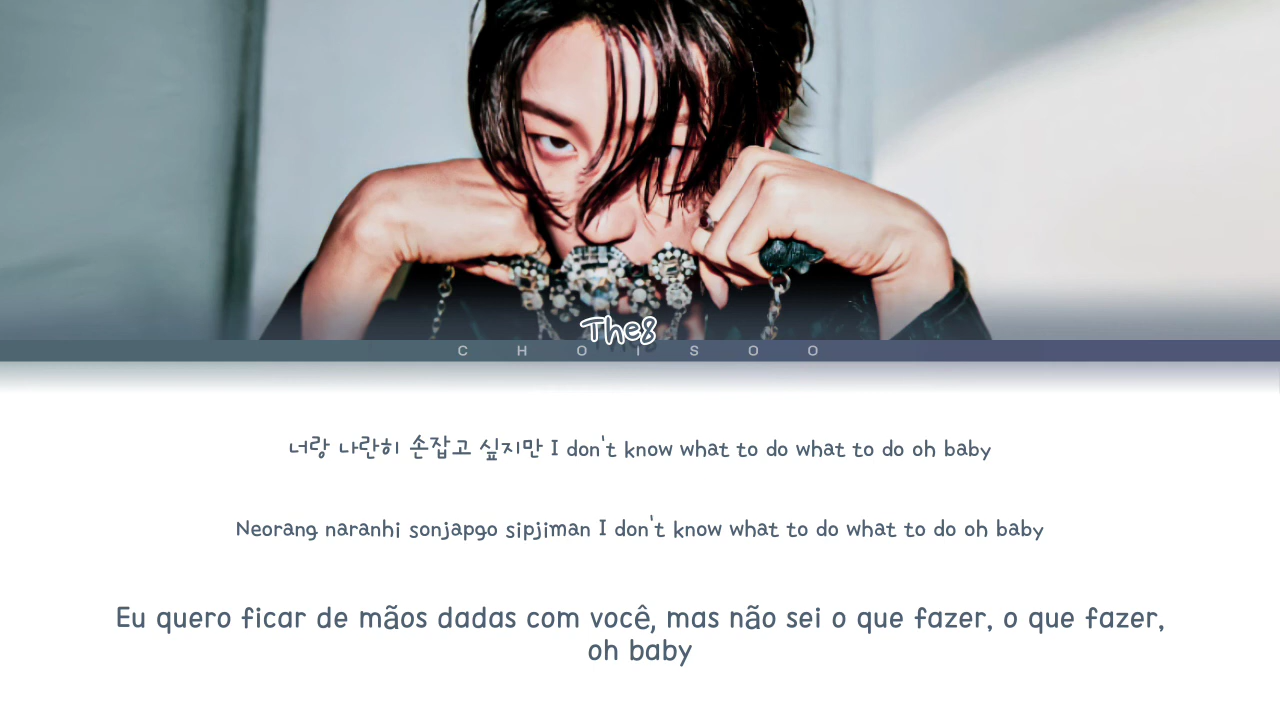 The8
CHOISOO
너랑 나란히 손잡고 싶지만 I don't know what to do what to do oh baby
Neorang naranhi sonjapgo sipjiman I don't know what to do what to do oh baby
Eu quero ficar de mãos dadas com você, mas não sei o que fazer, o que fazer,
oh baby